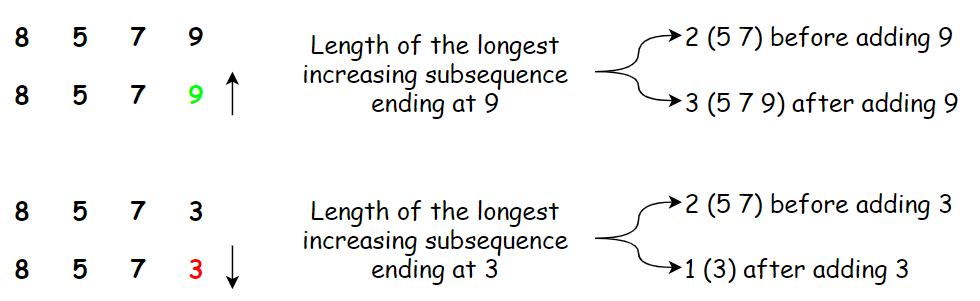 8 5 7 9
8 5 7 9
Length of the longest
increasing subsequence
ending at 9
2 (5 7) before adding 9
3 (5 7 9) after adding 9
8 5 7 3
8 5 7 3
Length of the longest
increasing subsequence
ending at 3
2 (5 7) before adding 3
1 (3) after adding 3